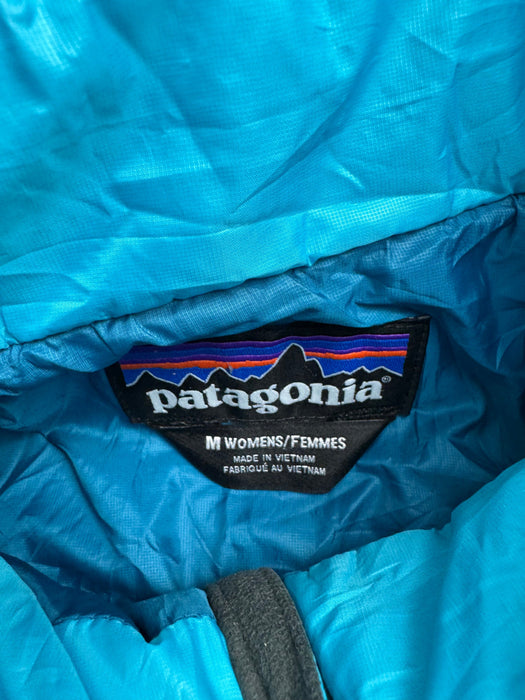 patagonia®
M WOMENS/FEMMES
MADE IN VIETNAM
FABRIQUÉ AU VIETNAM